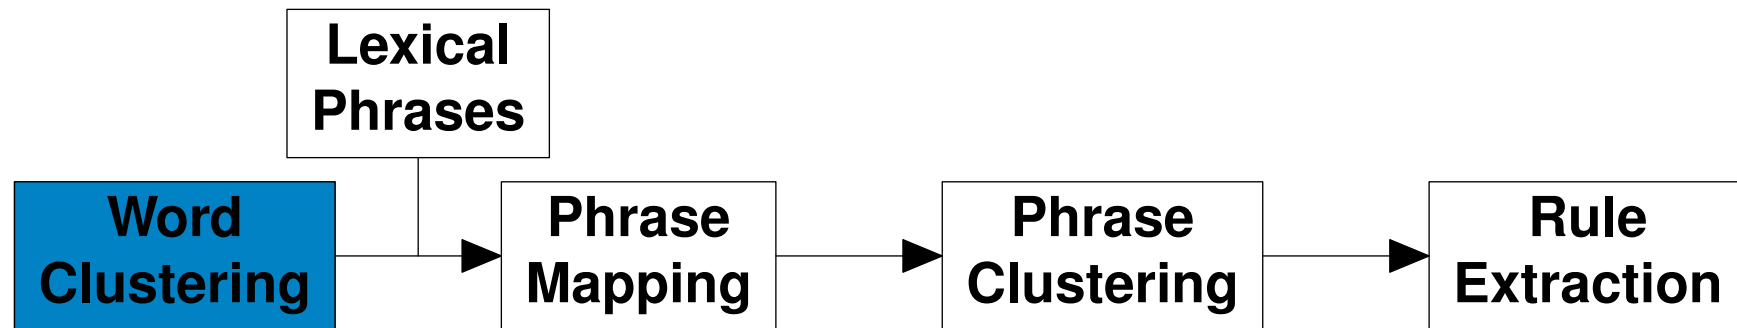 Lexical
Phrases
Word
Clustering
Phrase
Mapping
Phrase
Clustering
Rule
Extraction